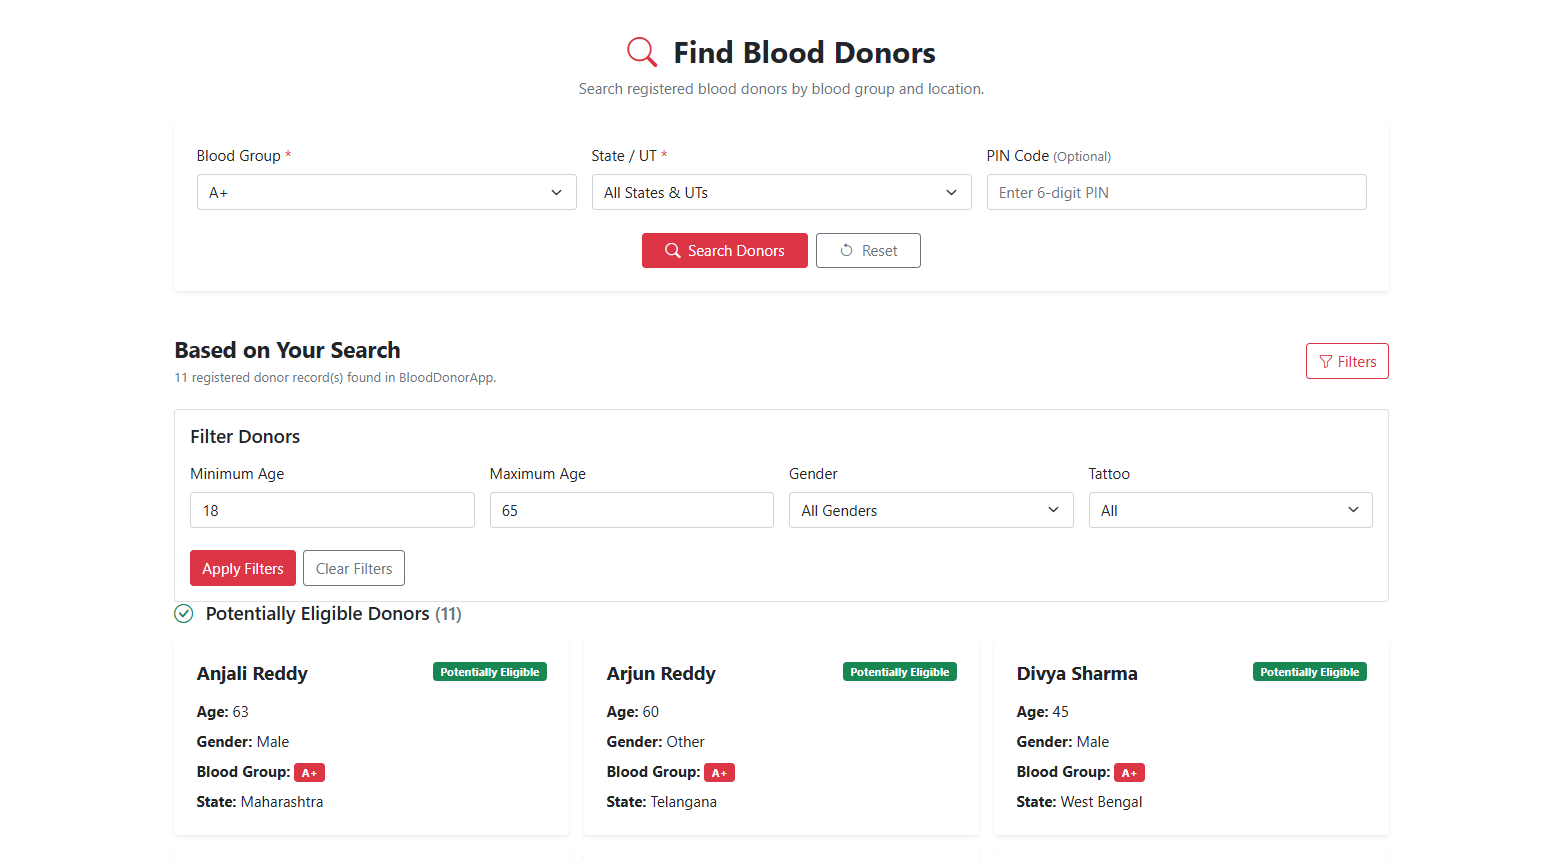 Find Blood Donors
Search registered blood donors by blood group and location.
Blood Group *
State / UT *
PIN Code (Optional)
A+
All States & UTs
Enter 6-digit PIN
Search Donors
Reset
Based on Your Search
11 registered donor record(s) found in BloodDonorApp.
Filters
Filter Donors
Minimum Age
Maximum Age
Gender
Tattoo
18
65
All Genders
All
Apply Filters
Clear Filters
Potentially Eligible Donors (11)
Anjali Reddy
Potentially Eligible
Age: 63
Gender: Male
Blood Group: A+
State: Maharashtra
Arjun Reddy
Potentially Eligible
Age: 60
Gender: Other
Blood Group: A+
State: Telangana
Divya Sharma
Potentially Eligible
Age: 45
Gender: Male
Blood Group: A+
State: West Bengal